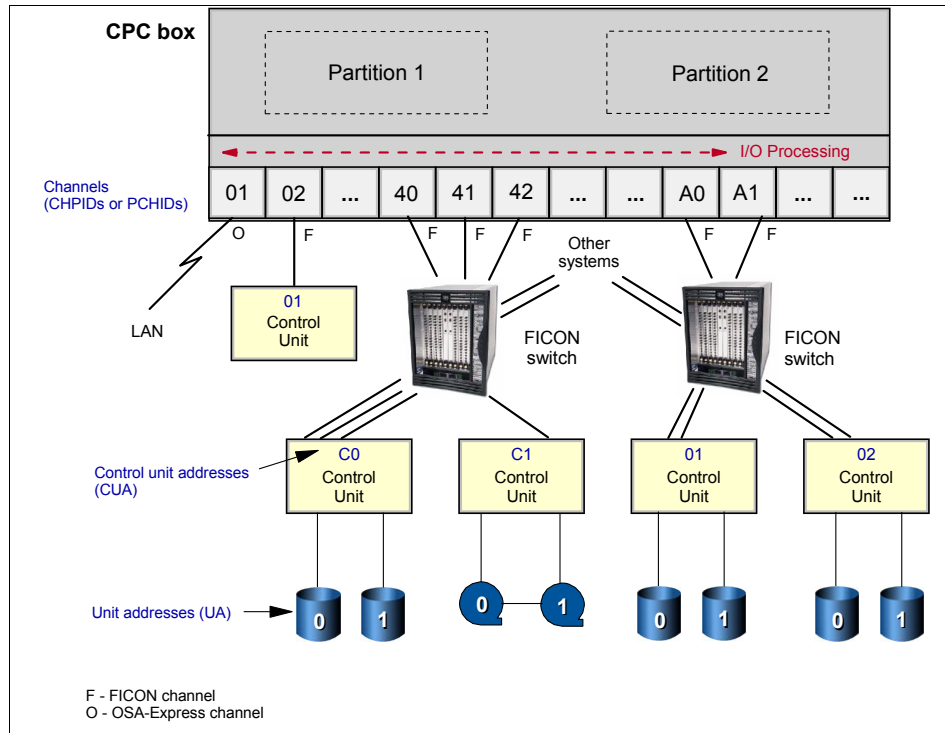 CPC box
Partition 1
Partition 2
I/O Processing
Channels
(CHPIDs or PCHIDs)
01 02 ... 40 41 42 ... ... A0 A1 ... ...
O F F F F F F
Other
systems
LAN
01
Control
Unit
FICON
switch
FICON
switch
Control unit addresses
(CUA)
C0
Control
Unit
C1
Control
Unit
01
Control
Unit
02
Control
Unit
Unit addresses (UA)
0 1 0 1 0 1 0 1
F - FICON channel
O - OSA-Express channel